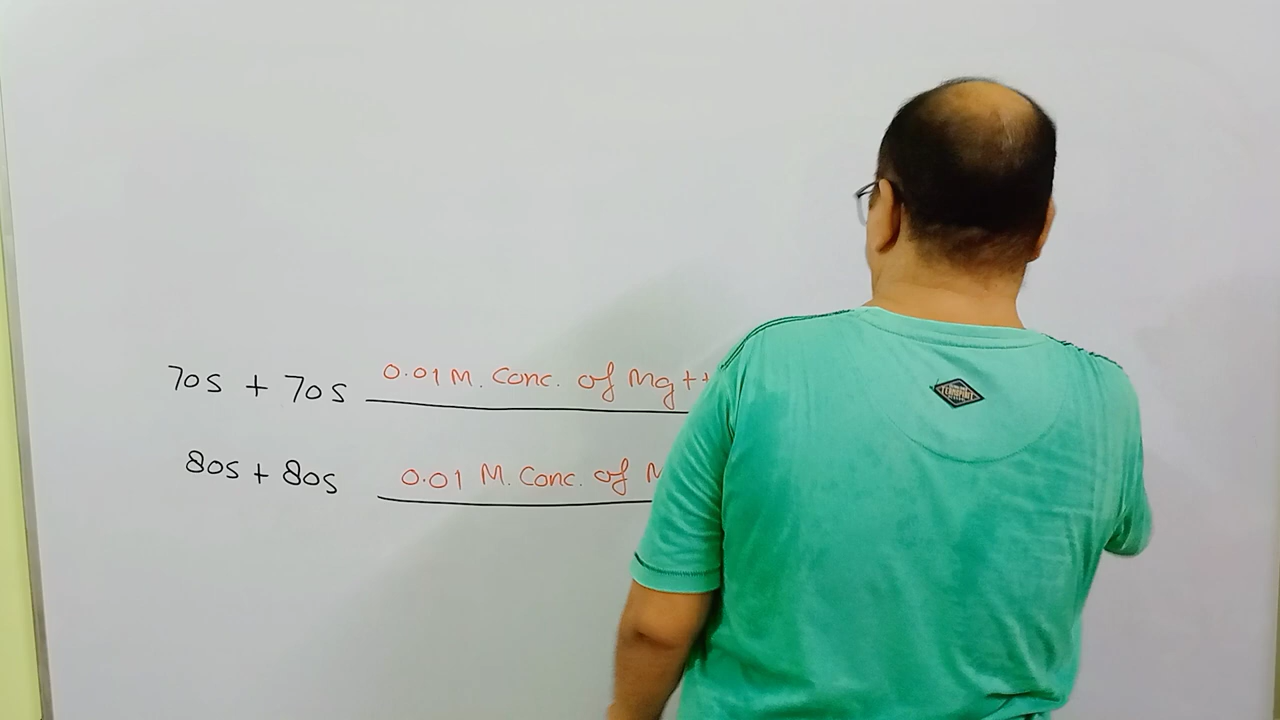 70S + 70S 0.01 M. Conc. of Mg++
80S + 80S 0.01 M. Conc. of M